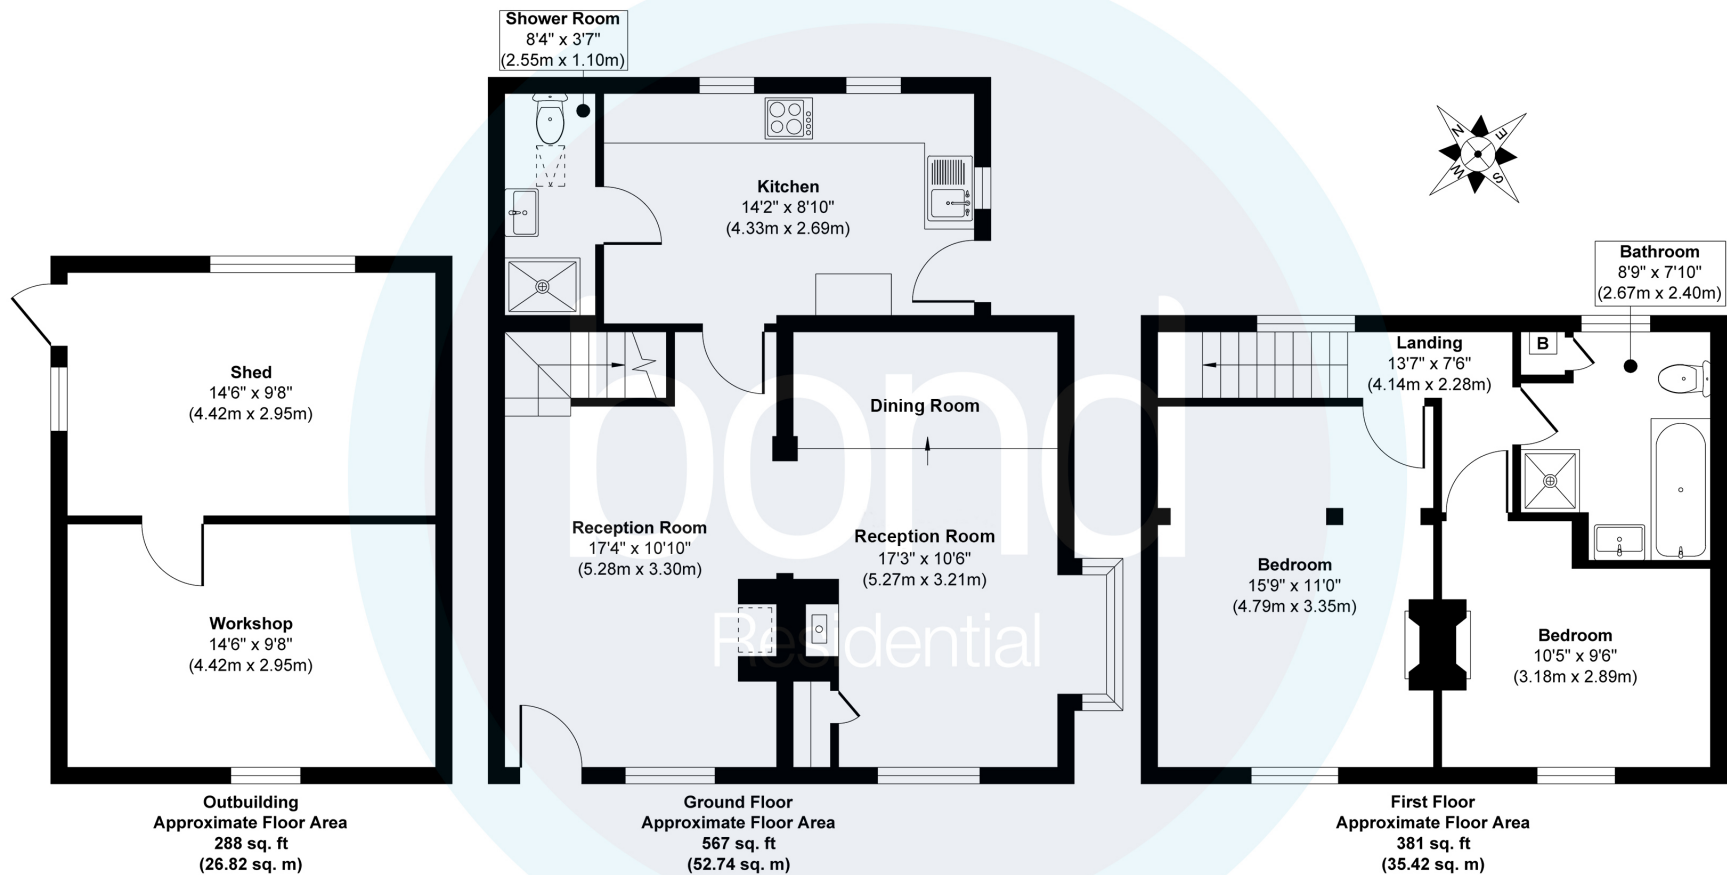 Shower Room
8'4" x 3'7"
(2.55m x 1.10m)
Kitchen
14'2" x 8'10"
(4.33m x 2.69m)
N
E
W
S
Bathroom
8'9" x 7'10"
(2.67m x 2.40m)
Shed
14'6" x 9'8"
(4.42m x 2.95m)
Landing
13'7" x 7'6"
(4.14m x 2.28m)
B
Dining Room
bond
Residential
Reception Room
17'4" x 10'10"
(5.28m x 3.30m)
Reception Room
17'3" x 10'6"
(5.27m x 3.21m)
Bedroom
15'9" x 11'0"
(4.79m x 3.35m)
Workshop
14'6" x 9'8"
(4.42m x 2.95m)
Bedroom
10'5" x 9'6"
(3.18m x 2.89m)
Outbuilding
Approximate Floor Area
288 sq. ft
(26.82 sq. m)
Ground Floor
Approximate Floor Area
567 sq. ft
(52.74 sq. m)
First Floor
Approximate Floor Area
381 sq. ft
(35.42 sq. m)